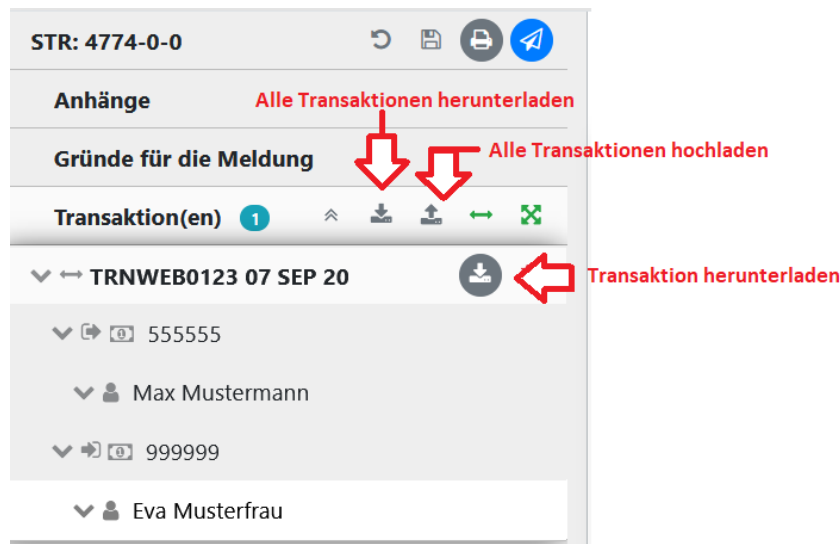 STR: 4774-0-0
Anhänge
Alle Transaktionen herunterladen
Gründe für die Meldung
Alle Transaktionen hochladen
Transaktion(en) 1
TRNWEB0123 07 SEP 20
Transaktion herunterladen
555555
Max Mustermann
999999
Eva Musterfrau